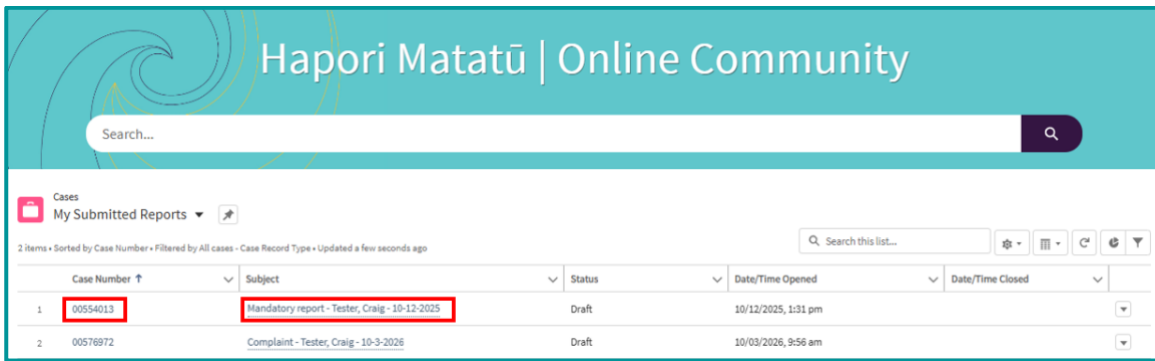 Hapori Matatū | Online Community
Search...
Cases
My Submitted Reports
2 items • Sorted by Case Number • Filtered by All cases - Case Record Type • Updated a few seconds ago
Search this list...
Case Number Subject Status Date/Time Opened Date/Time Closed
1 00554013 Mandatory report - Tester, Craig - 10-12-2025 Draft 10/12/2025, 1:31 pm
2 00576972 Complaint - Tester, Craig - 10-3-2026 Draft 10/03/2026, 9:56 am